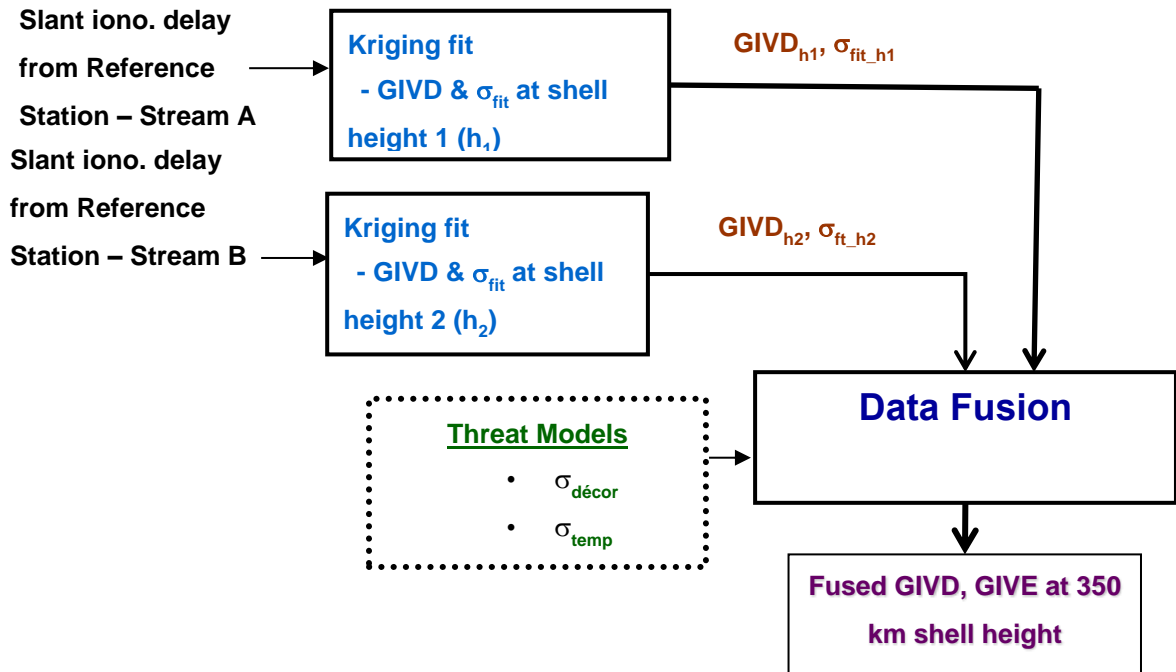 Slant iono. delay
from Reference
Station – Stream A
Kriging fit
- GIVD & σfit at shell
height 1 (h1)
GIVDh1, σfit_h1
Slant iono. delay
from Reference
Station – Stream B
Kriging fit
- GIVD & σfit at shell
height 2 (h2)
GIVDh2, σft_h2
Data Fusion
Threat Models
• σdécor
• σtemp
Fused GIVD, GIVE at 350
km shell height